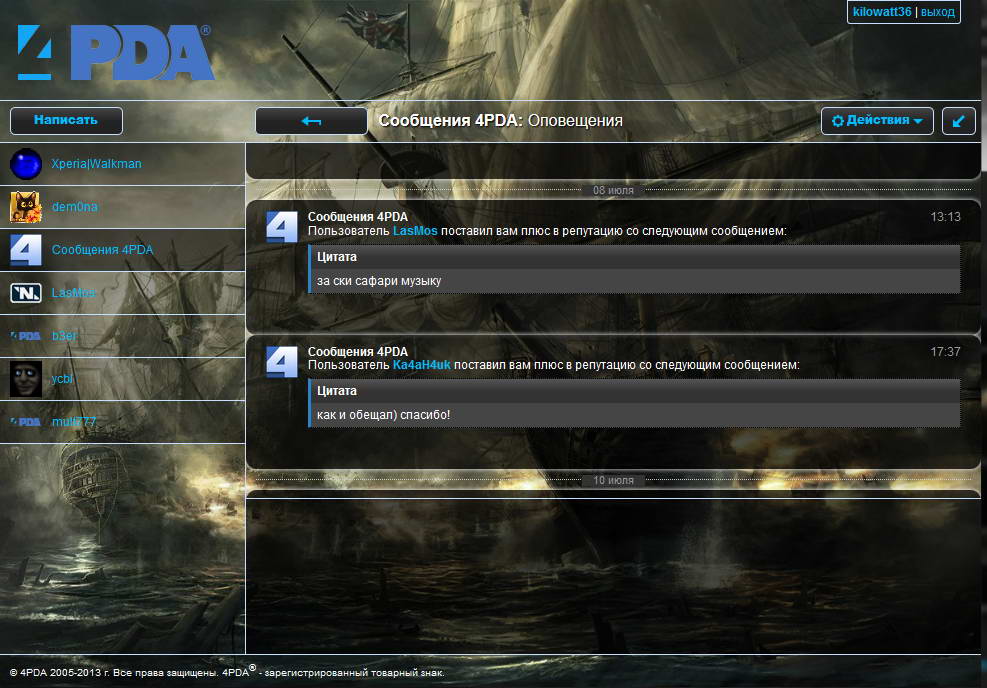 kilowatt36 | выход
4PDA®
Написать
Сообщения 4PDA: Оповещения
Действия
Xperia|Walkman
dem0na
Сообщения 4PDA
LasMos
b3er
ycbl
mull777
08 июля
Сообщения 4PDA 13:13
Пользователь LasMos поставил вам плюс в репутацию со следующим сообщением:
Цитата
за ски сафари музыку
Сообщения 4PDA 17:37
Пользователь Ka4aH4uk поставил вам плюс в репутацию со следующим сообщением:
Цитата
как и обещал) спасибо!
10 июля
© 4PDA 2005-2013 г. Все права защищены. 4PDA® - зарегистрированный товарный знак.